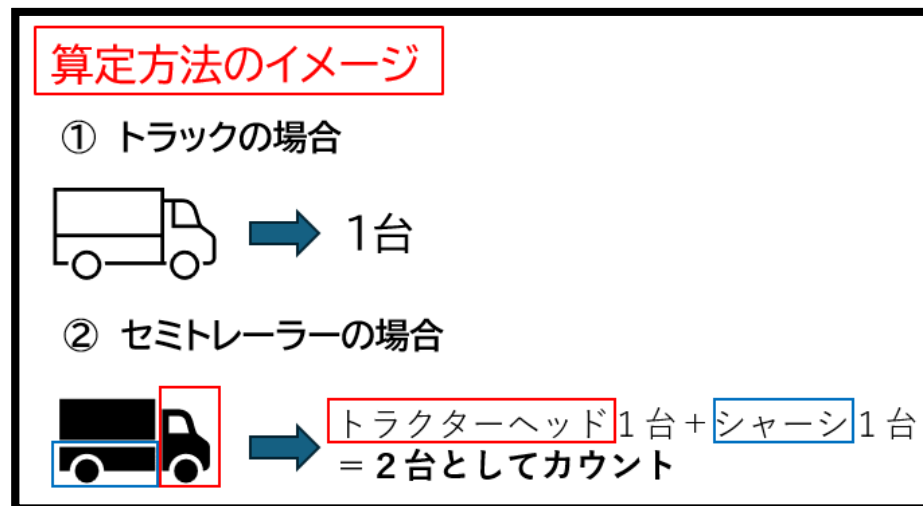 算定方法のイメージ
① トラックの場合
1台
② セミトレーラーの場合
トラクターヘッド1台+シャーシ1台
=2台としてカウント